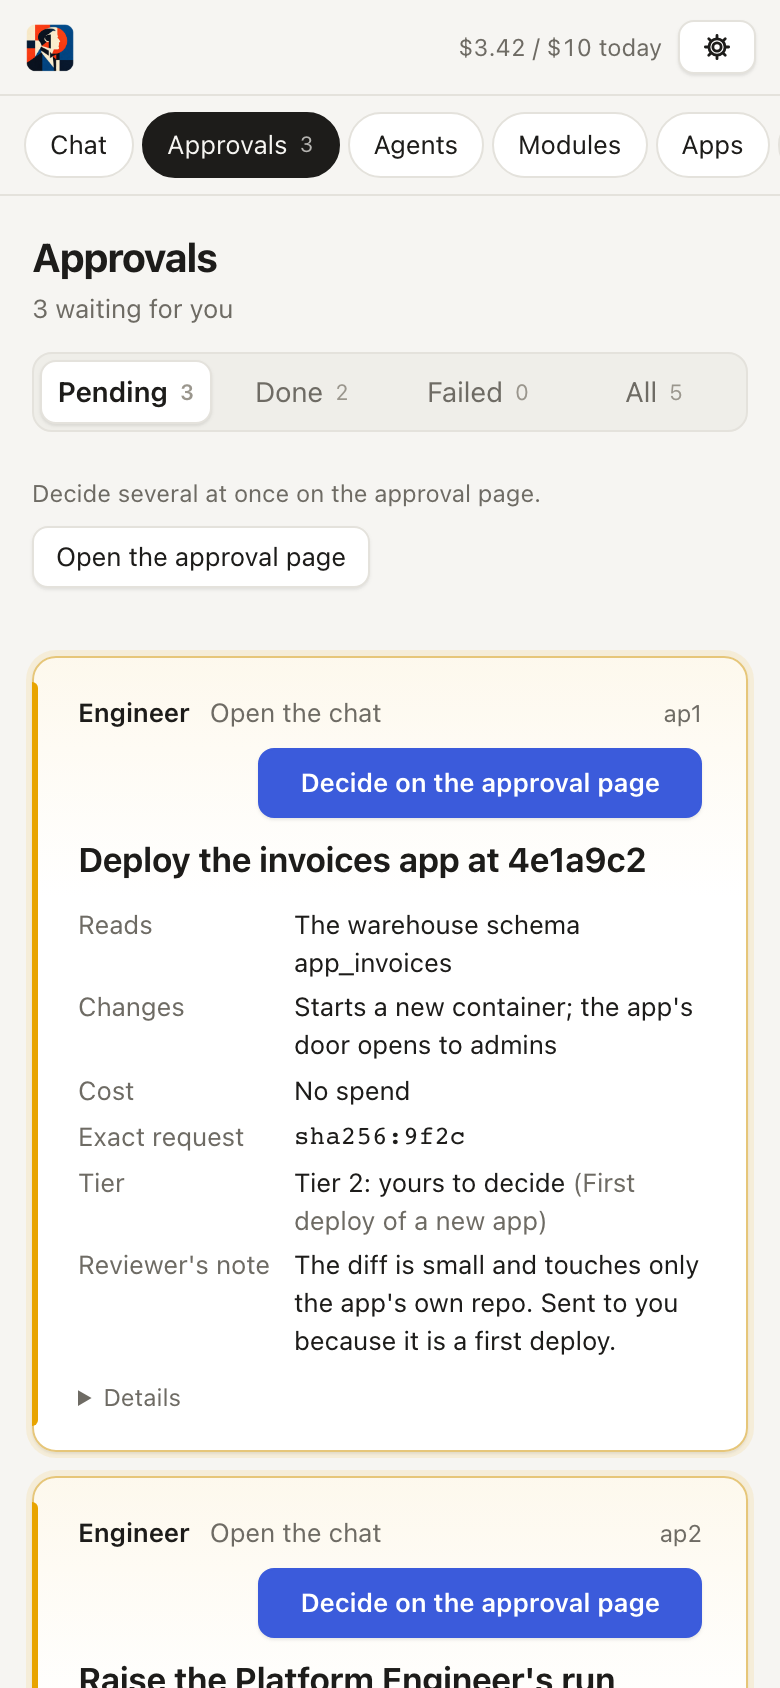 $3.42 / $10 today
Chat
Approvals 3
Agents
Modules
Apps
Approvals
3 waiting for you
Pending 3
Done 2
Failed 0
All 5
Decide several at once on the approval page.
Open the approval page
Engineer Open the chat ap1
Decide on the approval page
Deploy the invoices app at 4e1a9c2
Reads The warehouse schema
app_invoices
Changes Starts a new container; the app's
door opens to admins
Cost No spend
Exact request sha256:9f2c
Tier Tier 2: yours to decide (First
deploy of a new app)
Reviewer's note The diff is small and touches only
the app's own repo. Sent to you
because it is a first deploy.
Details
Engineer Open the chat ap2
Decide on the approval page
Raise the Platform Engineer's run